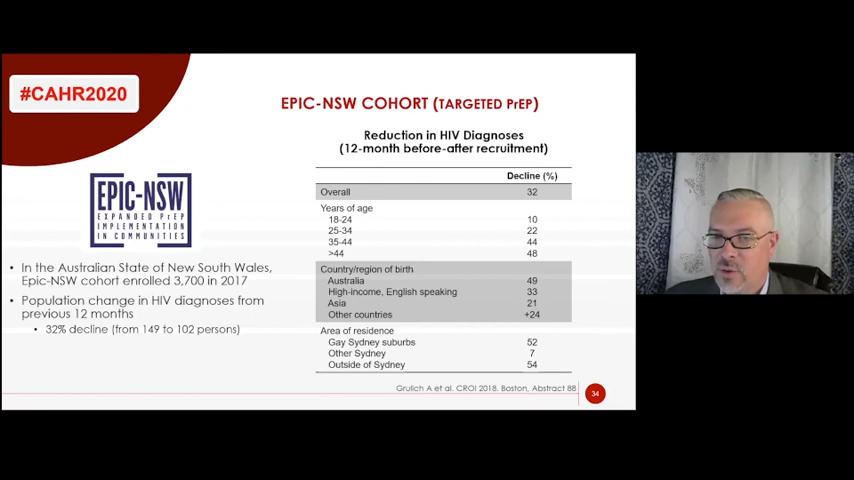 #CAHR2020
EPIC-NSW COHORT (TARGETED PrEP)
EPIC-NSW
EXPANDED PrEP
IMPLEMENTATION
IN COMMUNITIES
• In the Australian State of New South Wales,
Epic-NSW cohort enrolled 3,700 in 2017
• Population change in HIV diagnoses from
previous 12 months
• 32% decline (from 149 to 102 persons)
Reduction in HIV Diagnoses
(12-month before-after recruitment)
Decline (%)
Overall 32
Years of age
18-24 10
25-34 22
35-44 44
>44 48
Country/region of birth
Australia 49
High-income, English speaking 33
Asia 21
Other countries +24
Area of residence
Gay Sydney suburbs 52
Other Sydney 7
Outside of Sydney 54
Grulich A et al. CROI 2018. Boston, Abstract 88
34